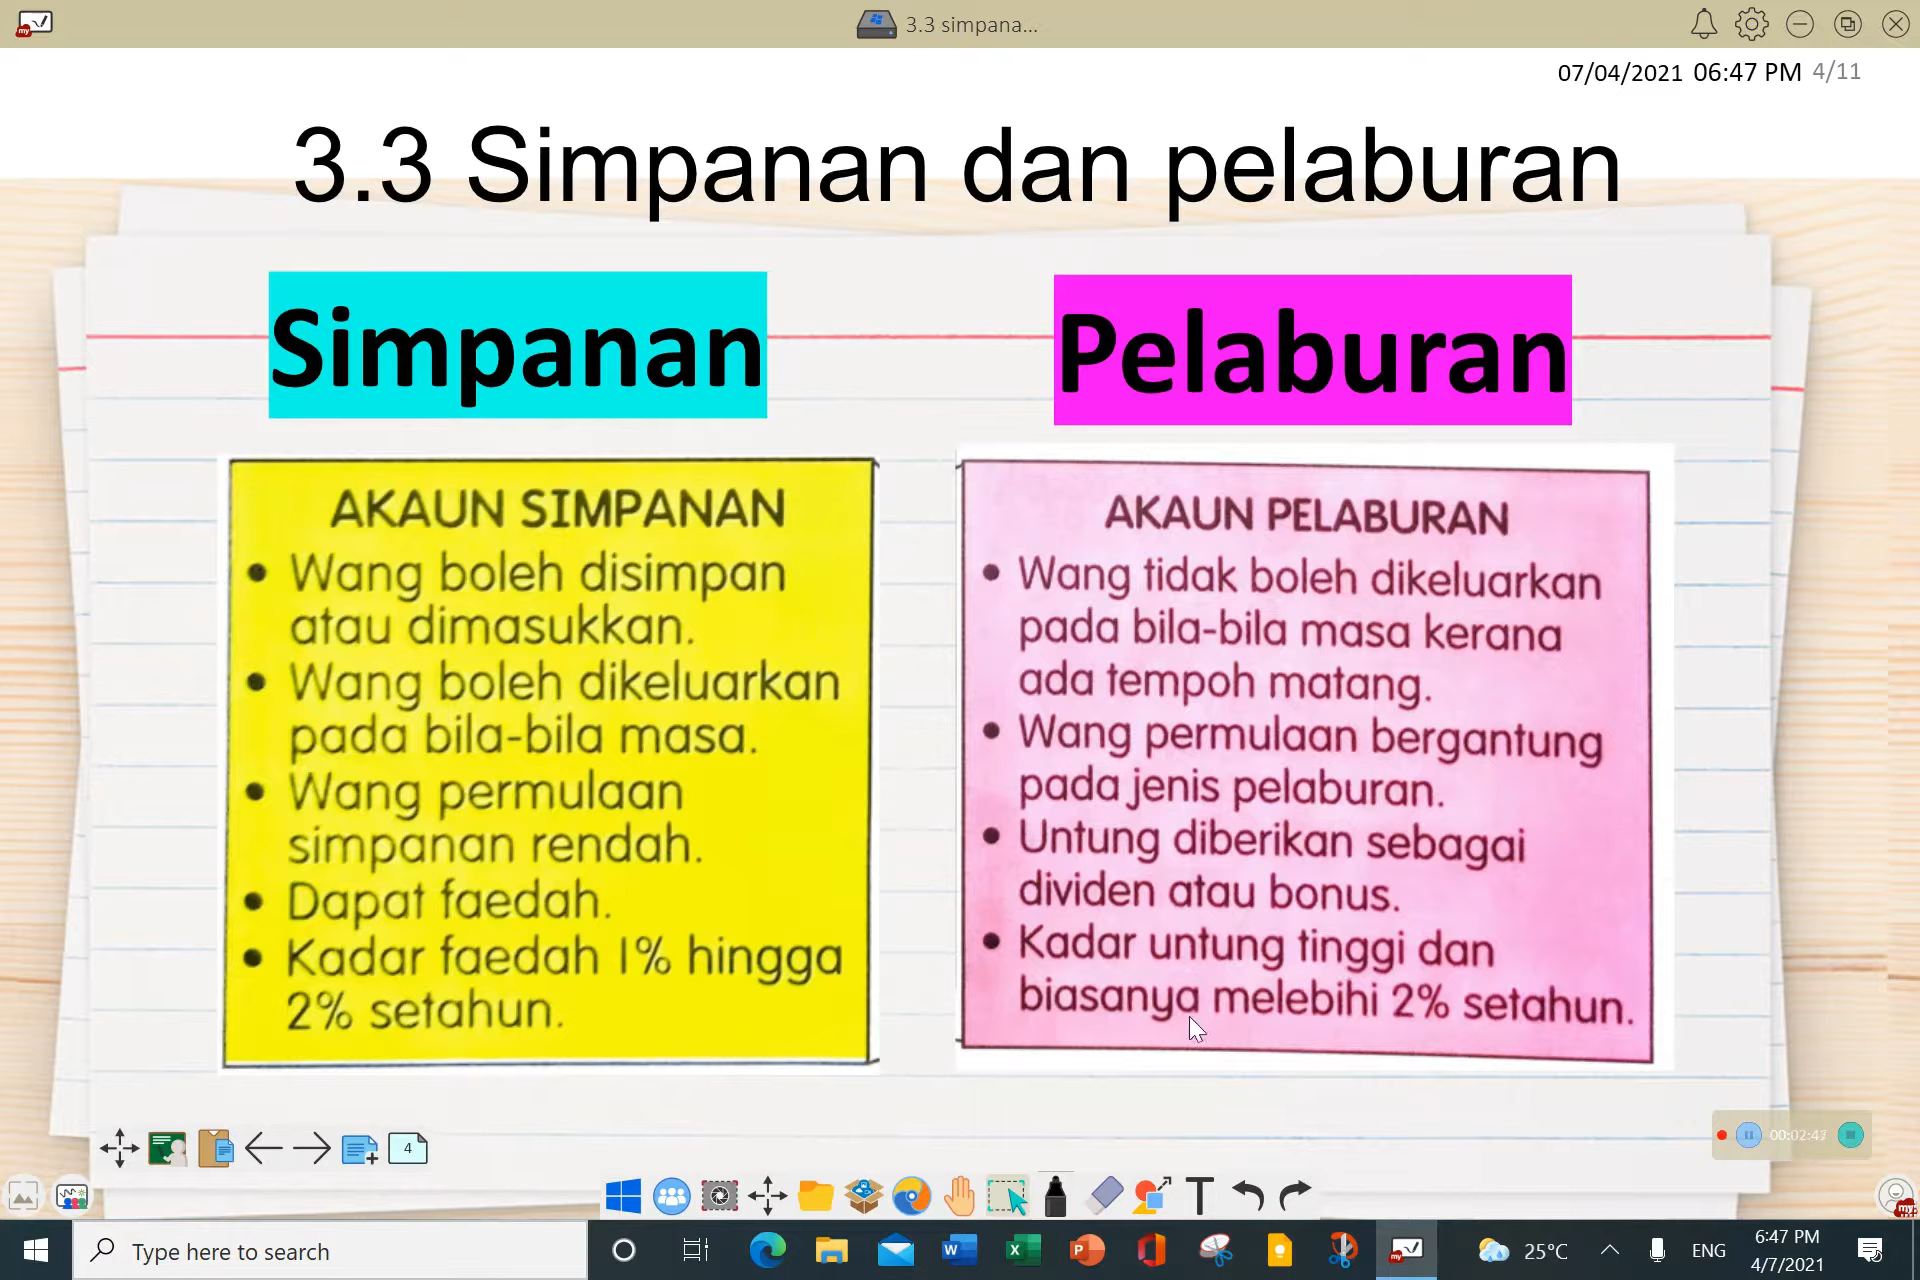 3.3 simpana...
07/04/2021 06:47 PM 4/11
3.3 Simpanan dan pelaburan
Simpanan
Pelaburan
AKAUN SIMPANAN
• Wang boleh disimpan
atau dimasukkan.
• Wang boleh dikeluarkan
pada bila-bila masa.
• Wang permulaan
simpanan rendah.
• Dapat faedah.
• Kadar faedah 1% hingga
2% setahun.
AKAUN PELABURAN
• Wang tidak boleh dikeluarkan
pada bila-bila masa kerana
ada tempoh matang.
• Wang permulaan bergantung
pada jenis pelaburan.
• Untung diberikan sebagai
dividen atau bonus.
• Kadar untung tinggi dan
biasanya melebihi 2% setahun.
4
Type here to search
25°C
ENG
6:47 PM
4/7/2021